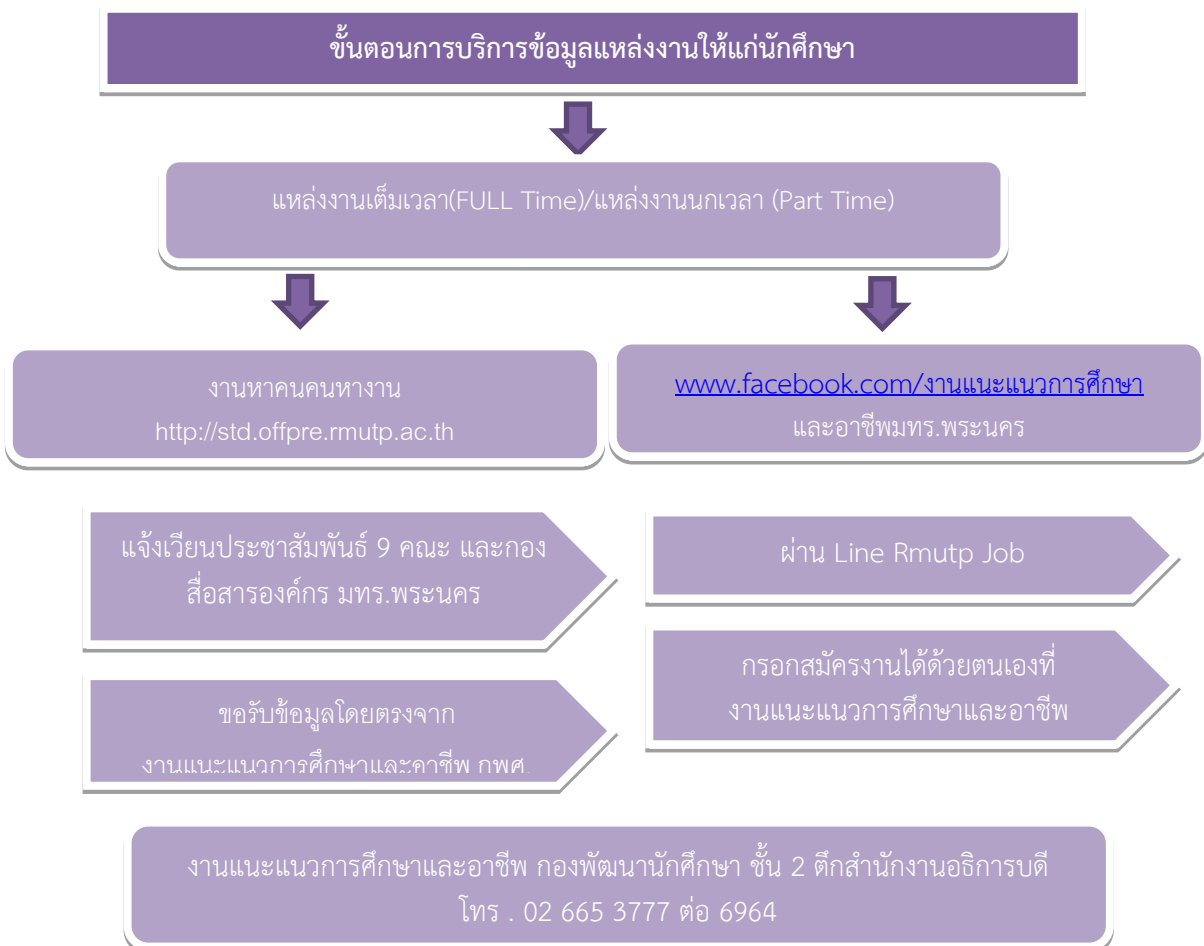 ขั้นตอนการบริการข้อมูลแหล่งงานให้แก่นักศึกษา
แหล่งงานเต็มเวลา(FULL Time)/แหล่งงานนกเวลา (Part Time)
งานหาคนคนหางาน
http://std.offpre.rmutp.ac.th
www.facebook.com/งานแนะแนวการศึกษา
และอาชีพมทร.พระนคร
แจ้งเวียนประชาสัมพันธ์ 9 คณะ และกอง
สื่อสารองค์กร มทร.พระนคร
ผ่าน Line Rmutp Job
ขอรับข้อมูลโดยตรงจาก
งานแนะแนวการศึกษาและอาชีพ กพศ.
กรอกสมัครงานได้ด้วยตนเองที่
งานแนะแนวการศึกษาและอาชีพ
งานแนะแนวการศึกษาและอาชีพ กองพัฒนานักศึกษา ชั้น 2 ตึกสำนักงานอธิการบดี
โทร . 02 665 3777 ต่อ 6964